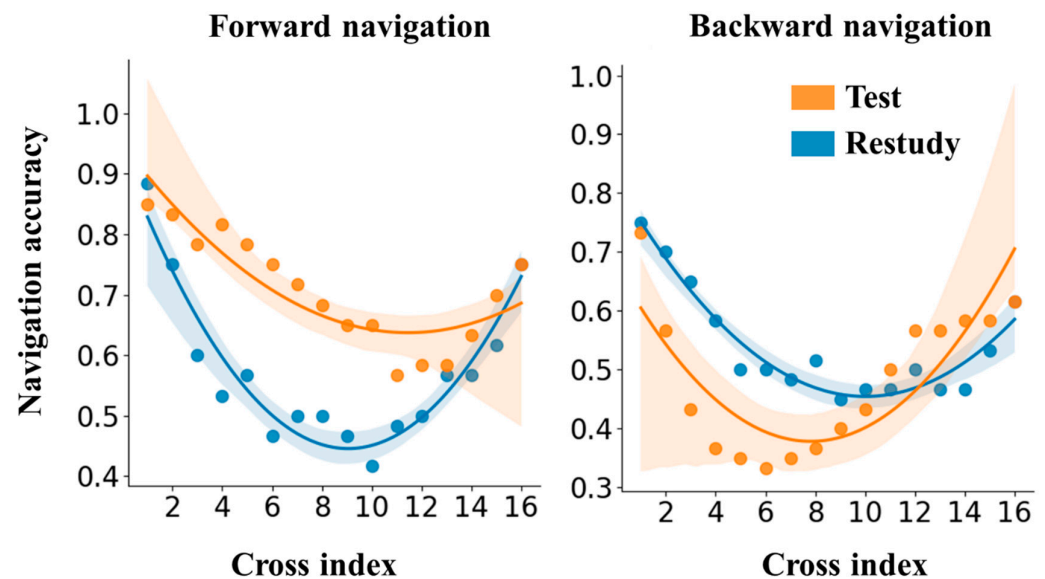 Forward navigation
Backward navigation
Navigation accuracy
1.0
0.9
0.8
0.7
0.6
0.5
0.4
2 4 6 8 10 12 14 16
Cross index
1.0
0.9
0.8
0.7
0.6
0.5
0.4
0.3
Test
Restudy
2 4 6 8 10 12 14 16
Cross index